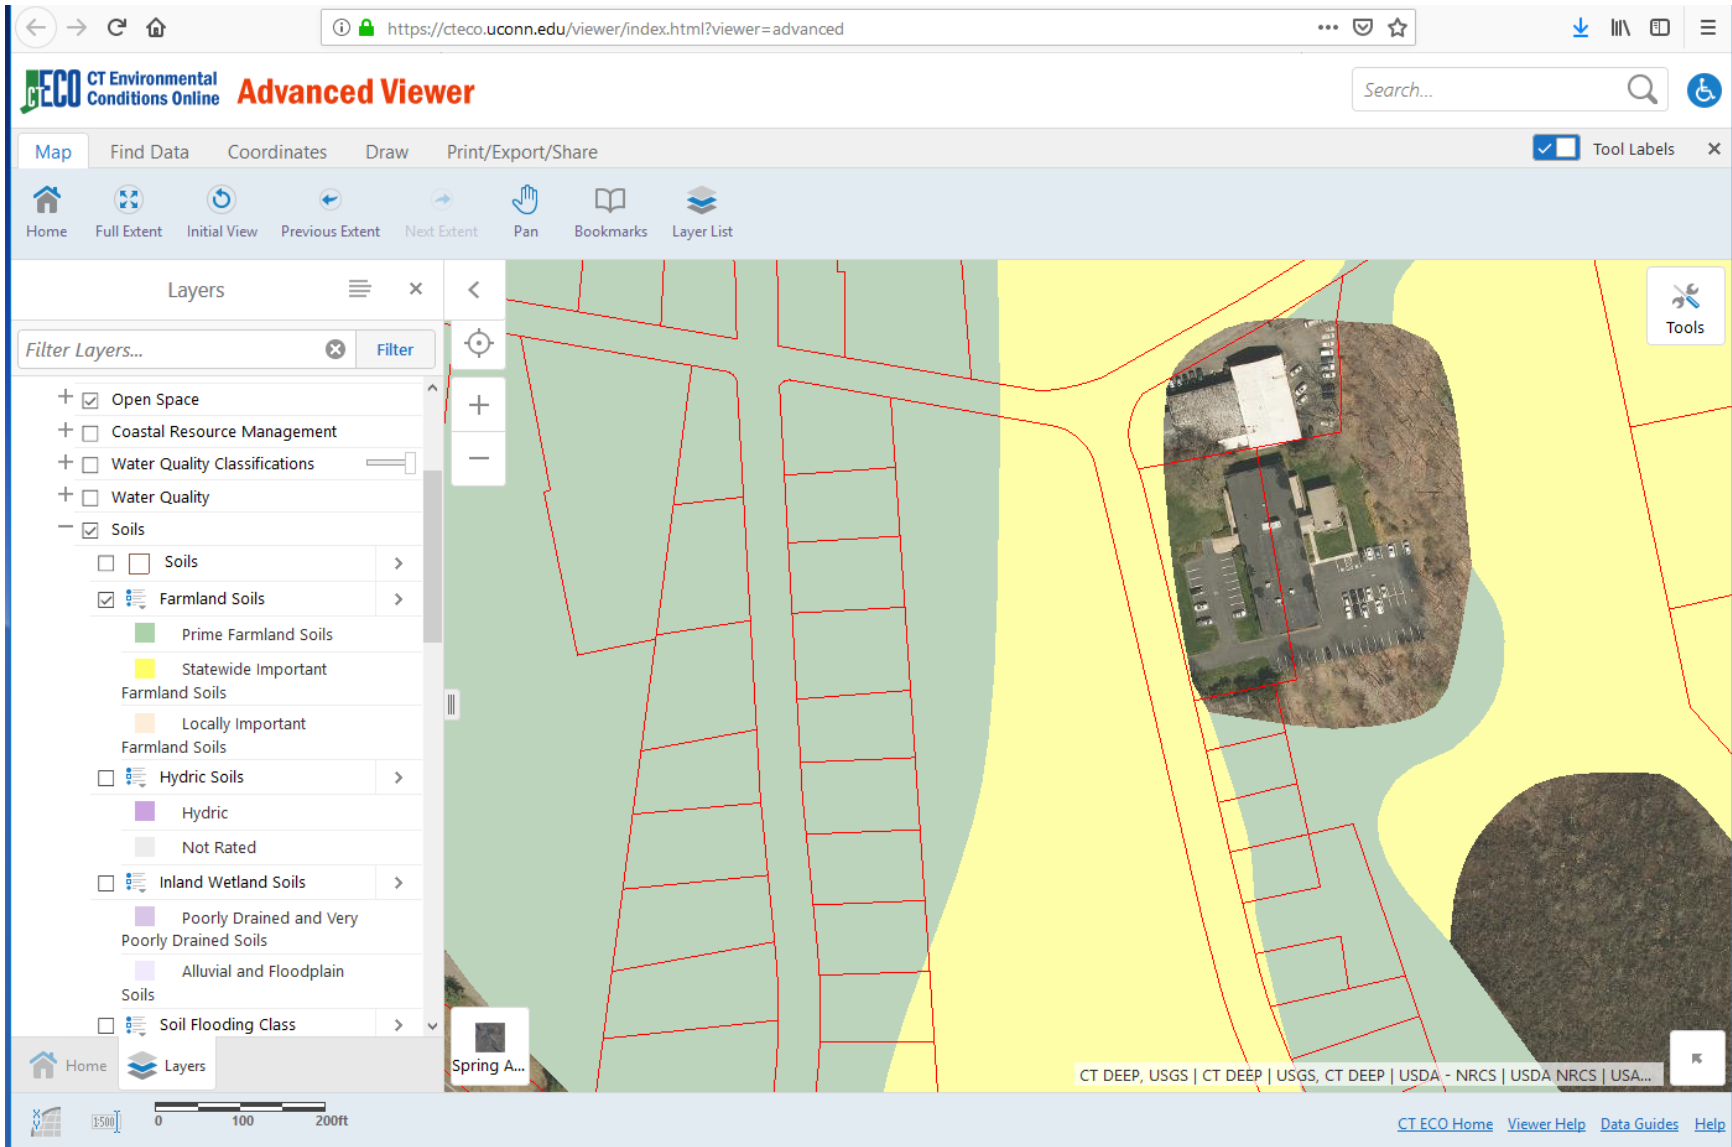 https://cteco.uconn.edu/viewer/index.html?viewer=advanced
CT ECO
CT Environmental
Conditions Online
Advanced Viewer
Search...
Map Find Data Coordinates Draw Print/Export/Share
Tool Labels
Home Full Extent Initial View Previous Extent Next Extent Pan Bookmarks Layer List
Layers
Tools
Filter Layers...
Filter
Open Space
Coastal Resource Management
Water Quality Classifications
Water Quality
Soils
Soils
Farmland Soils
Prime Farmland Soils
Statewide Important
Farmland Soils
Locally Important
Farmland Soils
Hydric Soils
Hydric
Not Rated
Inland Wetland Soils
Poorly Drained and Very
Poorly Drained Soils
Alluvial and Floodplain
Soils
Soil Flooding Class
Spring A...
CT DEEP, USGS | CT DEEP | USGS, CT DEEP | USDA - NRCS | USDA NRCS | USA...
Home Layers
X Y
1:500
0 100 200ft
CT ECO Home Viewer Help Data Guides Help